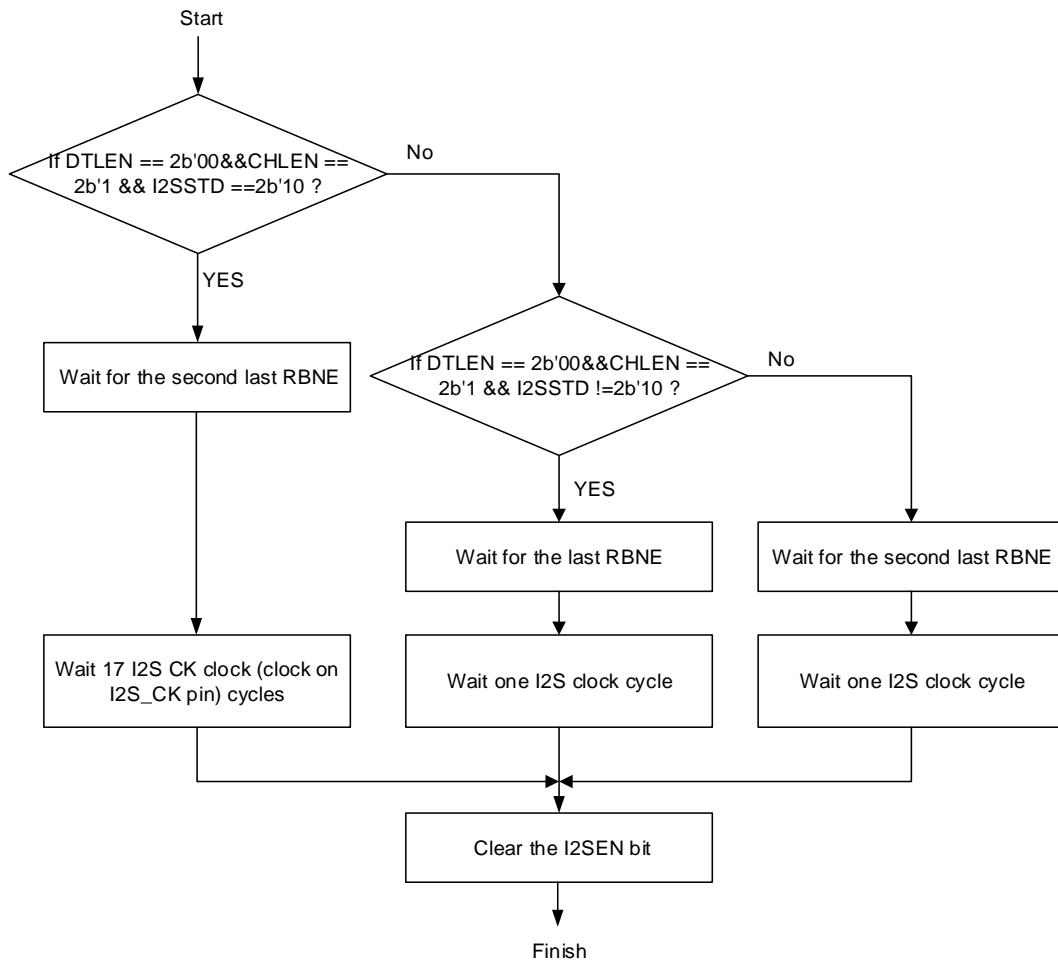 Start
If DTLEN == 2b'00&&CHLEN ==
2b'1 && I2SSTD ==2b'10 ?
No
YES
If DTLEN == 2b'00&&CHLEN ==
2b'1 && I2SSTD !=2b'10 ?
No
Wait for the second last RBNE
YES
Wait for the last RBNE
Wait for the second last RBNE
Wait 17 I2S CK clock (clock on
I2S_CK pin) cycles
Wait one I2S clock cycle
Wait one I2S clock cycle
Clear the I2SEN bit
Finish